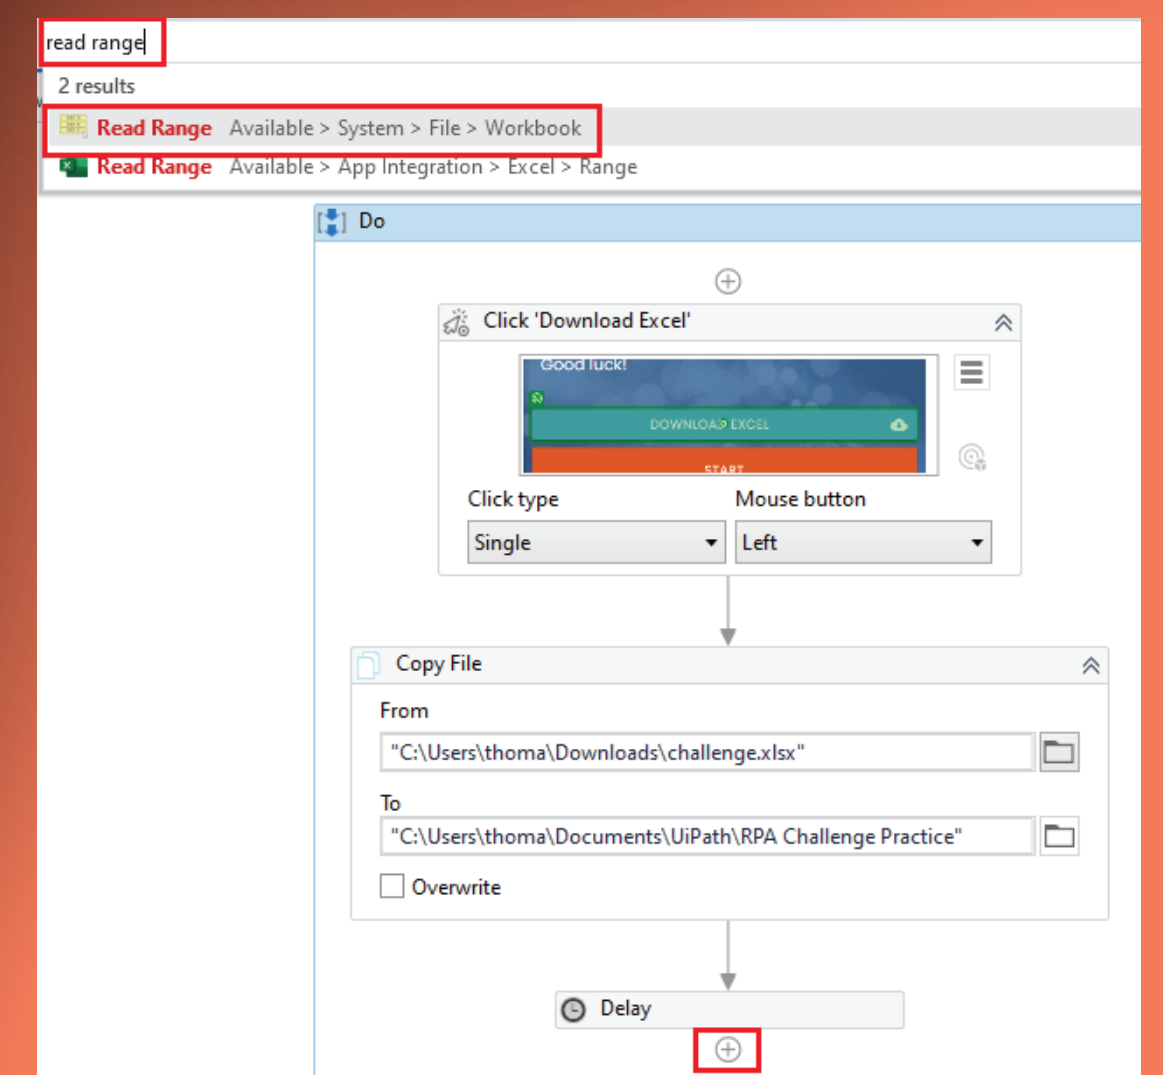 read range
2 results
Read Range Available > System > File > Workbook
Read Range Available > App Integration > Excel > Range
Do
Click 'Download Excel'
Good luck!
DOWNLOAD EXCEL
START
Click type Mouse button
Single Left
Copy File
From
"C:\Users\thoma\Downloads\challenge.xlsx"
To
"C:\Users\thoma\Documents\UiPath\RPA Challenge Practice"
Overwrite
Delay